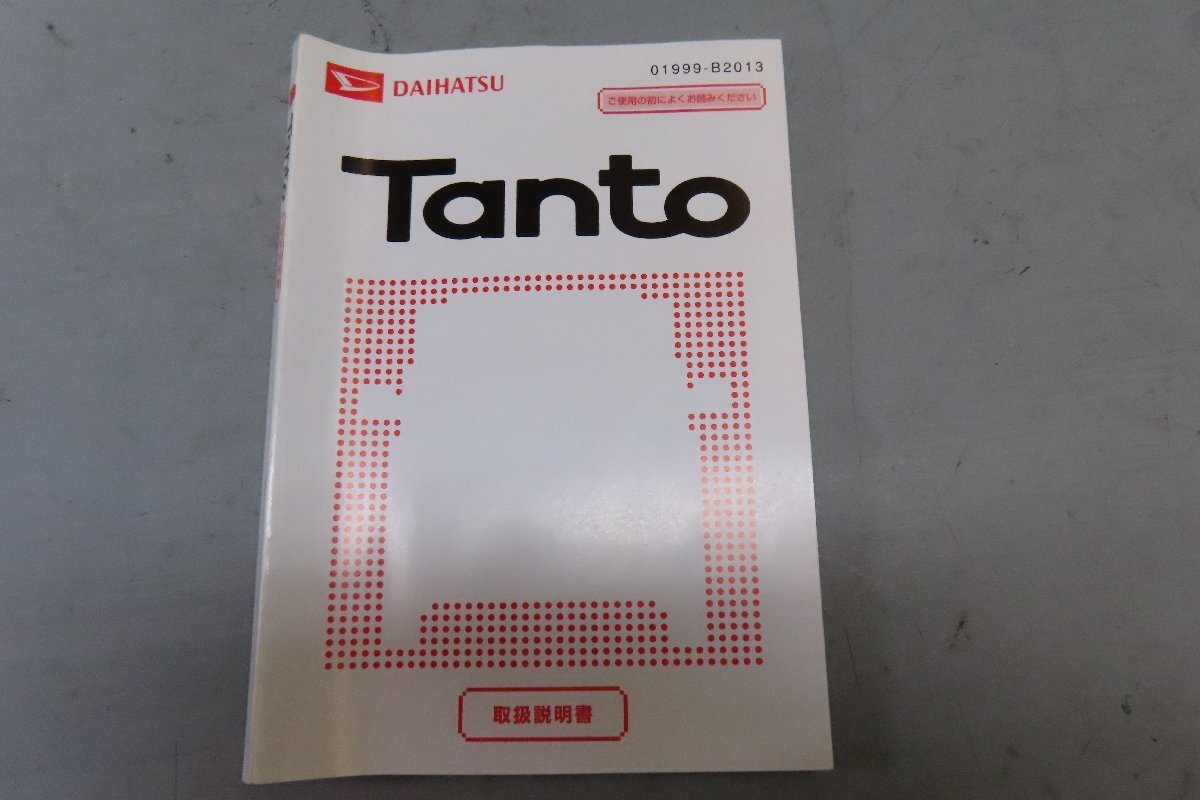 DAIHATSU
01999-B2013
ご使用の前によくお読みください
Tanto
取扱説明書